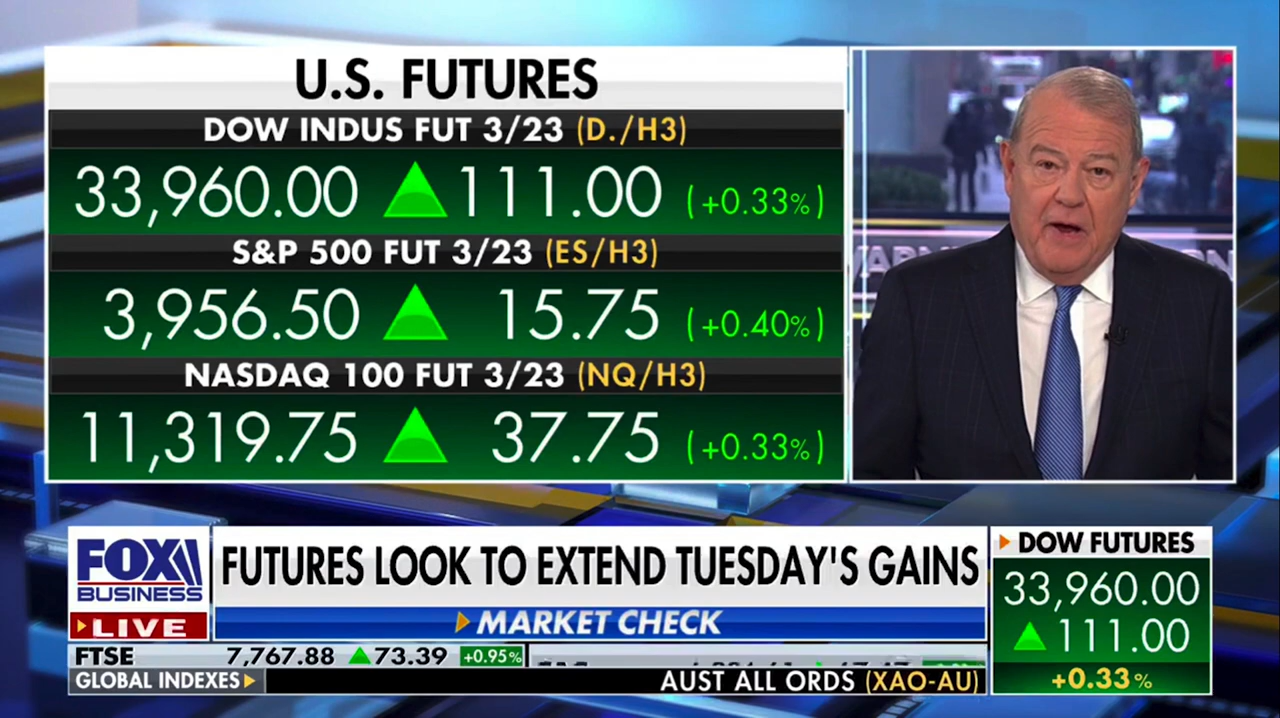 U.S. FUTURES
DOW INDUS FUT 3/23 (D./H3)
33,960.00 ▲ 111.00 (+0.33%)
S&P 500 FUT 3/23 (ES/H3)
3,956.50 ▲ 15.75 (+0.40%)
NASDAQ 100 FUT 3/23 (NQ/H3)
11,319.75 ▲ 37.75 (+0.33%)
FOX
BUSINESS
LIVE
FUTURES LOOK TO EXTEND TUESDAY'S GAINS
MARKET CHECK
DOW FUTURES
33,960.00
▲ 111.00
+0.33%
FTSE 7,767.88 ▲ 73.39 +0.95%
GLOBAL INDEXES
AUST ALL ORDS (XAO-AU)